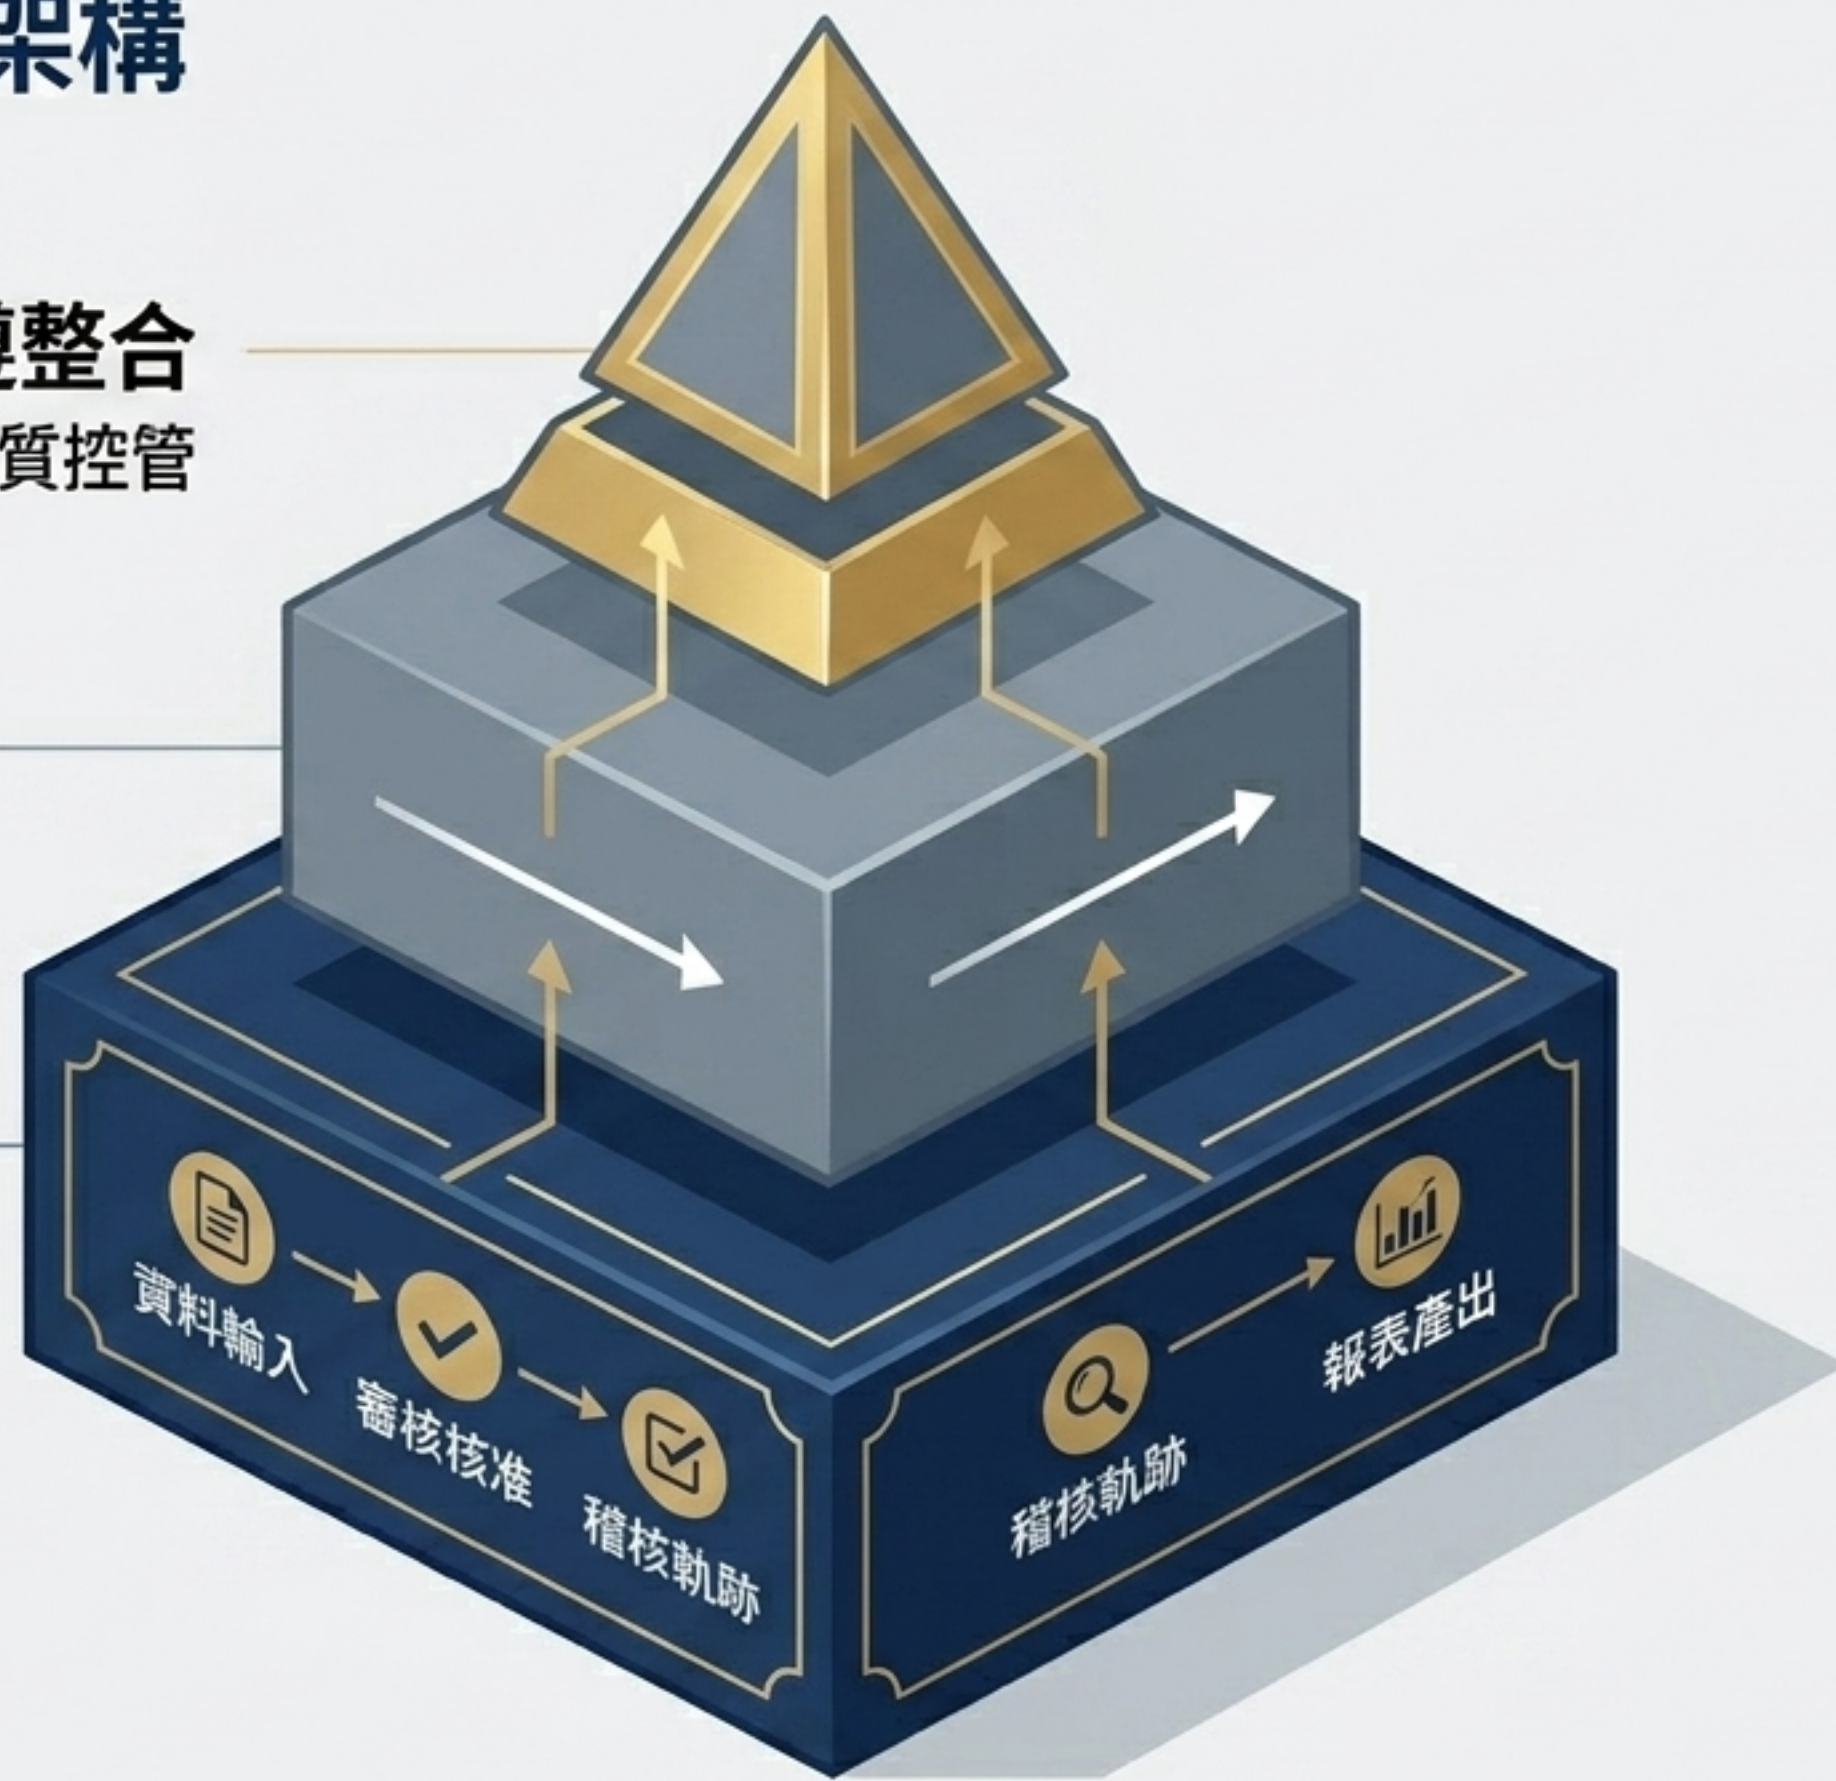 架構
整合
質控管
資料輸入
審核核准
稽核軌跡
稽核軌跡
報表產出